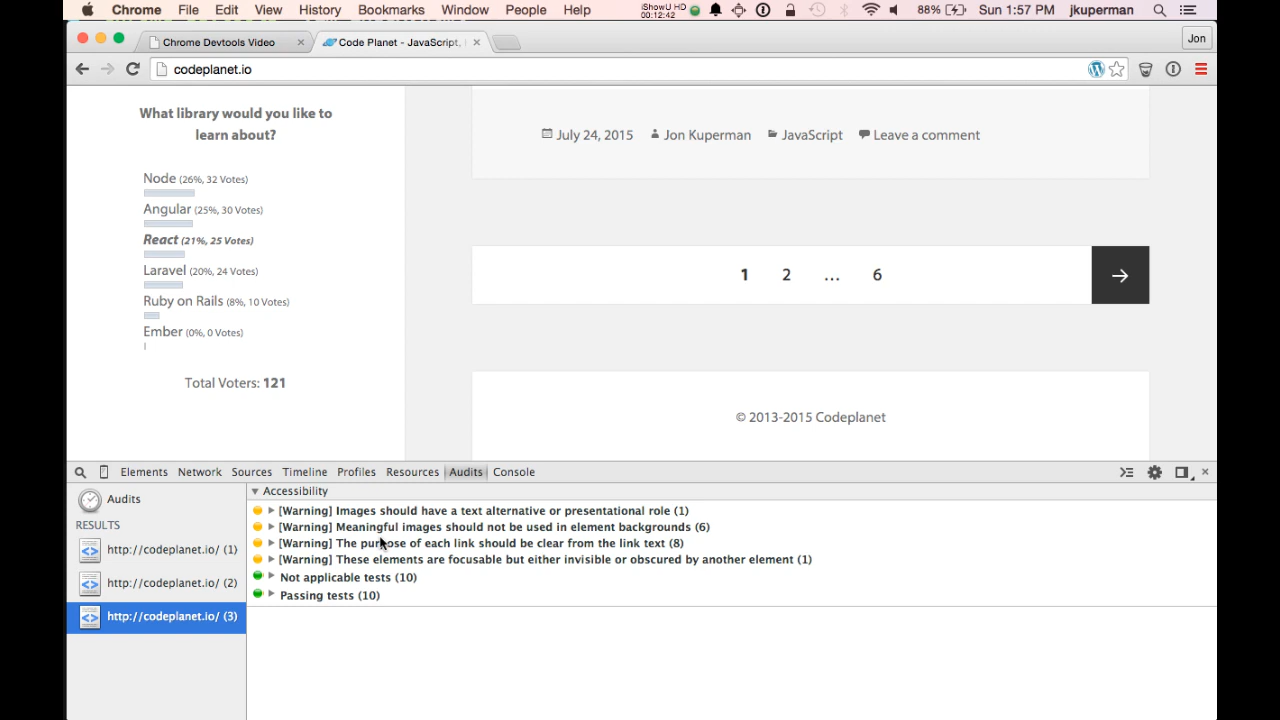 Chrome File Edit View History Bookmarks Window People Help iShowU HD 00:12:42 88% Sun 1:57 PM jkuperman
Chrome Devtools Video Code Planet - JavaScript, Jon
codeplanet.io
What library would you like to
learn about?
Node (26%, 32 Votes)
Angular (25%, 30 Votes)
React (21%, 25 Votes)
Laravel (20%, 24 Votes)
Ruby on Rails (8%, 10 Votes)
Ember (0%, 0 Votes)
Total Voters: 121
July 24, 2015 Jon Kuperman JavaScript Leave a comment
1 2 … 6 →
© 2013-2015 Codeplanet
Elements Network Sources Timeline Profiles Resources Audits Console
Audits
RESULTS
http://codeplanet.io/ (1)
http://codeplanet.io/ (2)
http://codeplanet.io/ (3)
Accessibility
[Warning] Images should have a text alternative or presentational role (1)
[Warning] Meaningful images should not be used in element backgrounds (6)
[Warning] The purpose of each link should be clear from the link text (8)
[Warning] These elements are focusable but either invisible or obscured by another element (1)
Not applicable tests (10)
Passing tests (10)